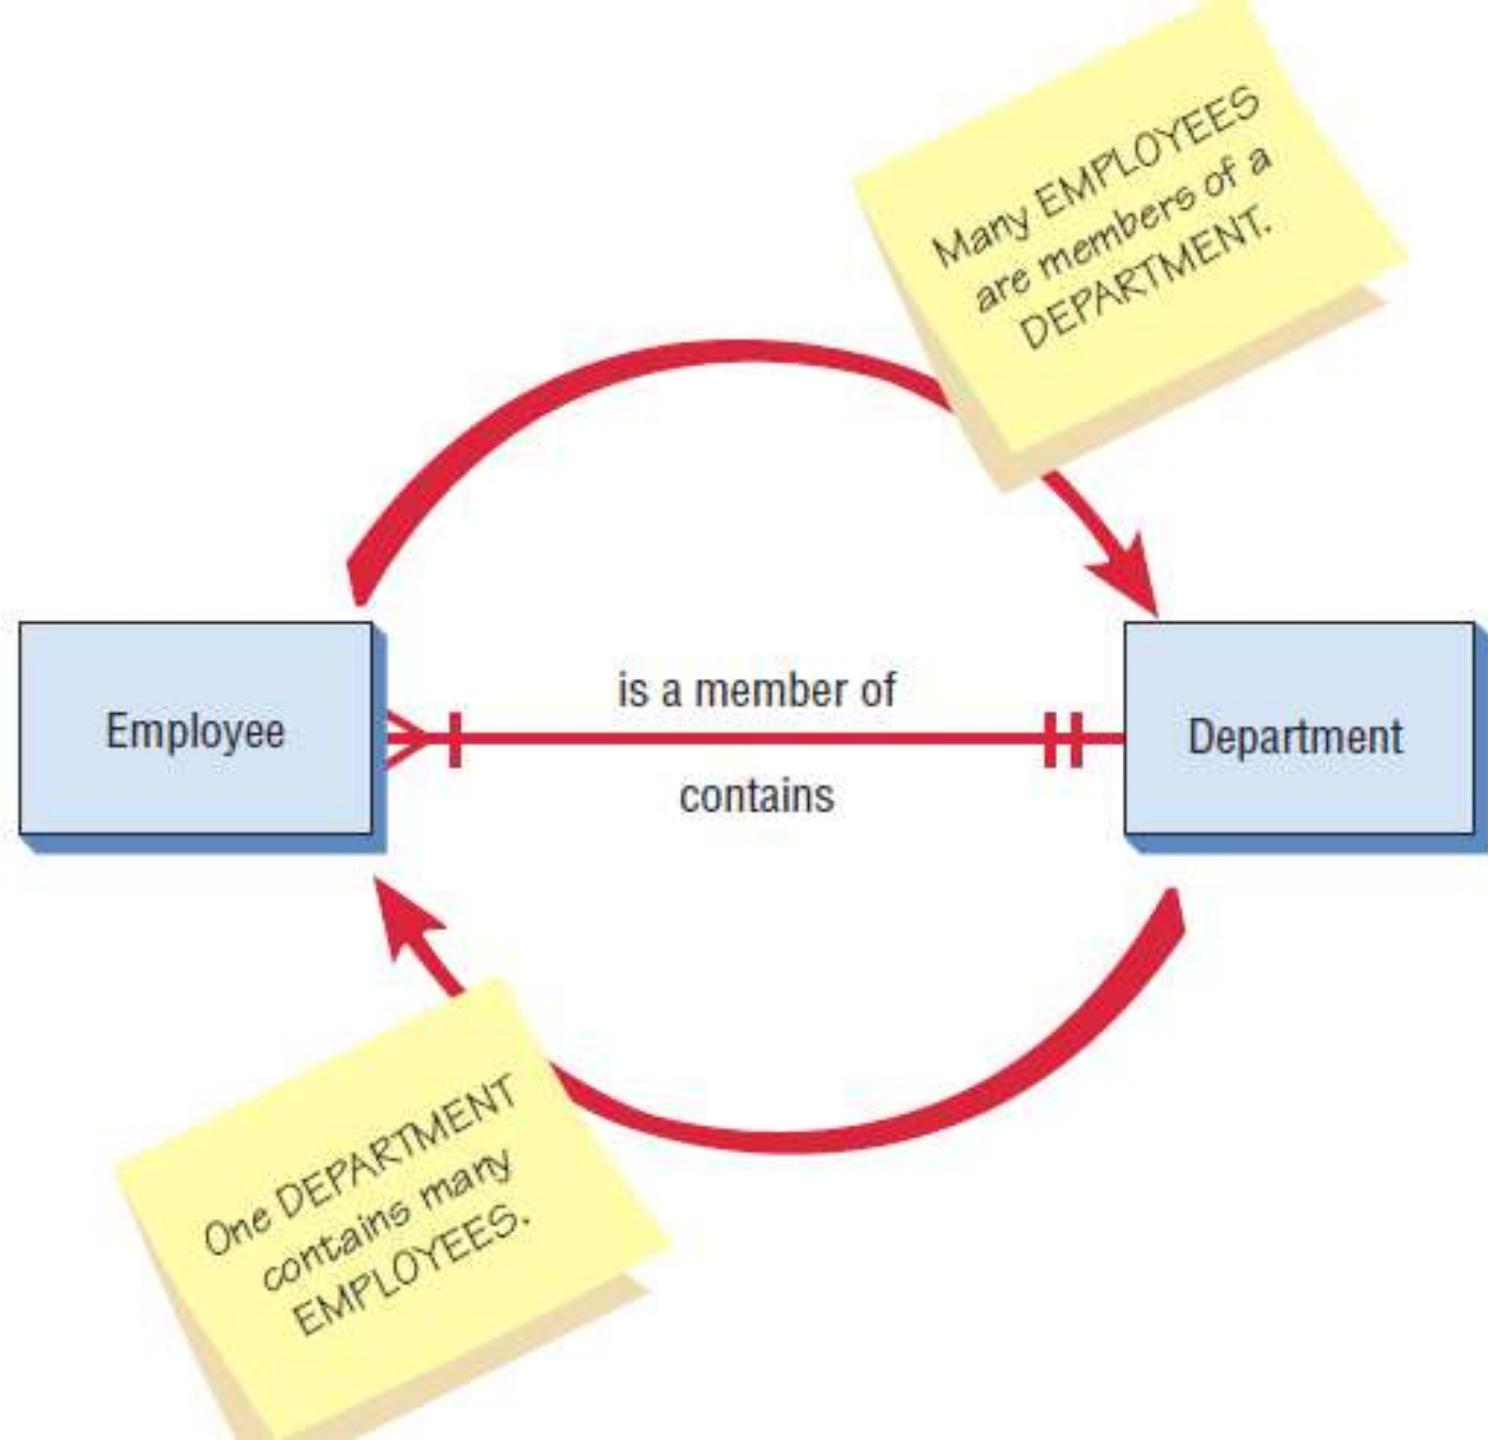 Many EMPLOYEES
are members of a
DEPARTMENT.
is a member of
Employee
Department
contains
One DEPARTMENT
contains many
EMPLOYEES.